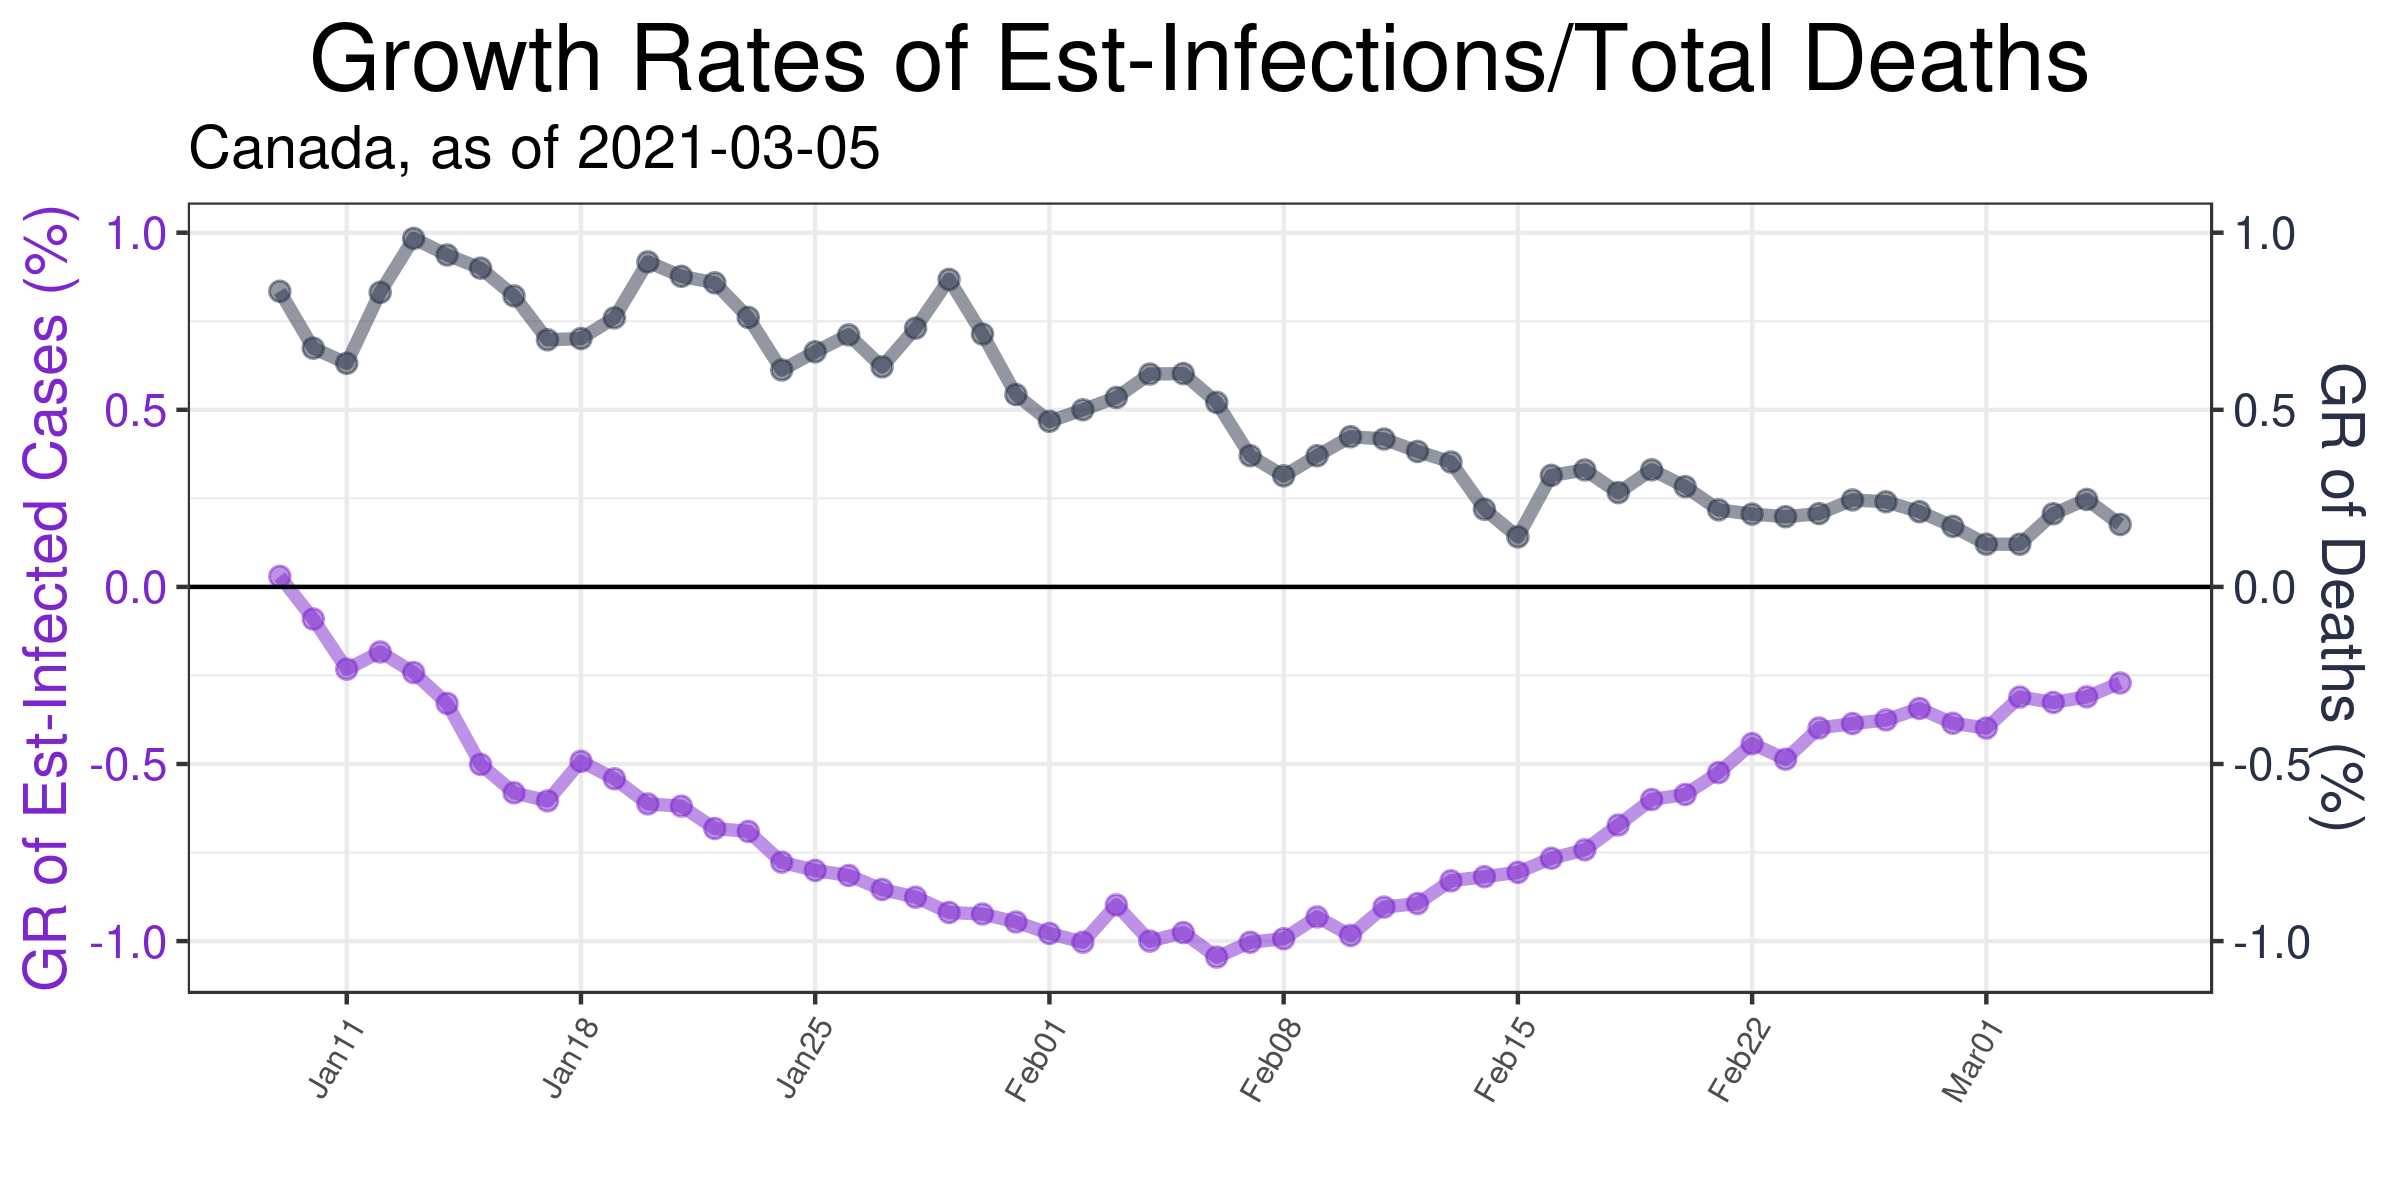 Growth Rates of Est-Infections/Total Deaths
Canada, as of 2021-03-05
GR of Est-Infected Cases (%)
1.0
0.5
0.0
-0.5
-1.0
1.0
0.5
0.0
-0.5
-1.0
GR of Deaths (%)
Jan11
Jan18
Jan25
Feb01
Feb08
Feb15
Feb22
Mar01